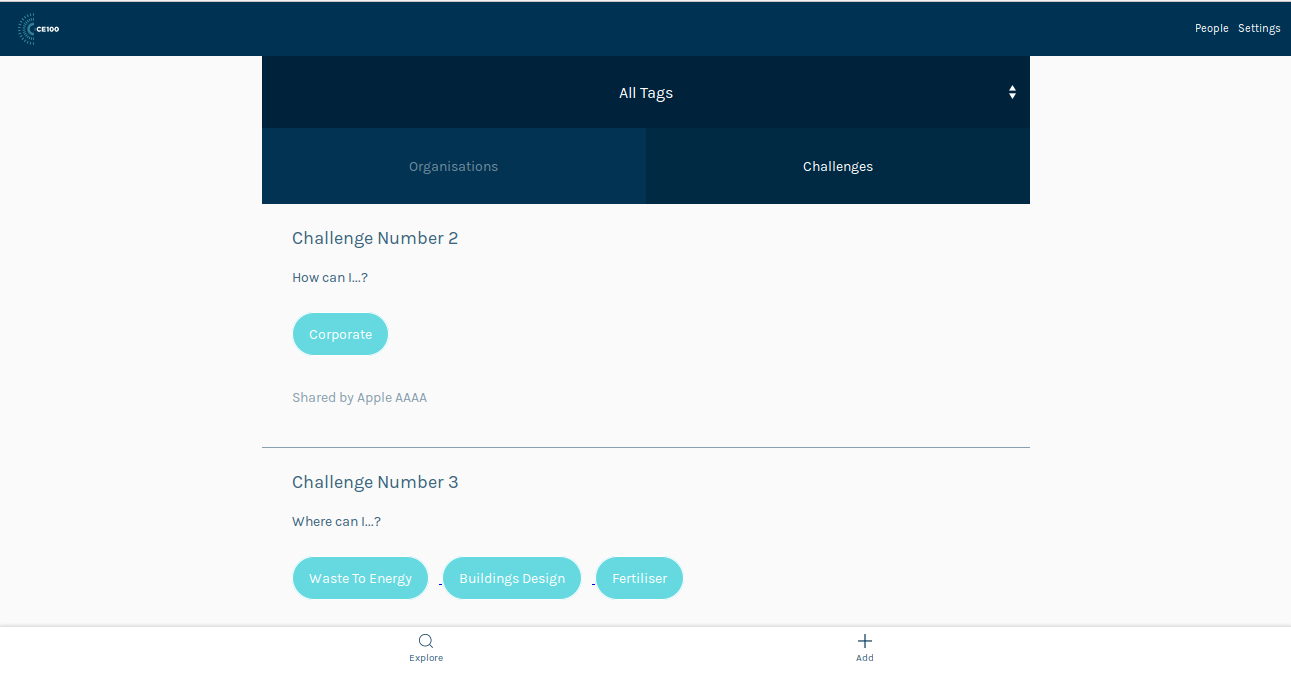 CE100
People Settings
All Tags
Organisations Challenges
Challenge Number 2
How can I...?
Corporate
Shared by Apple AAAA
Challenge Number 3
Where can I...?
Waste To Energy Buildings Design Fertiliser
Explore Add